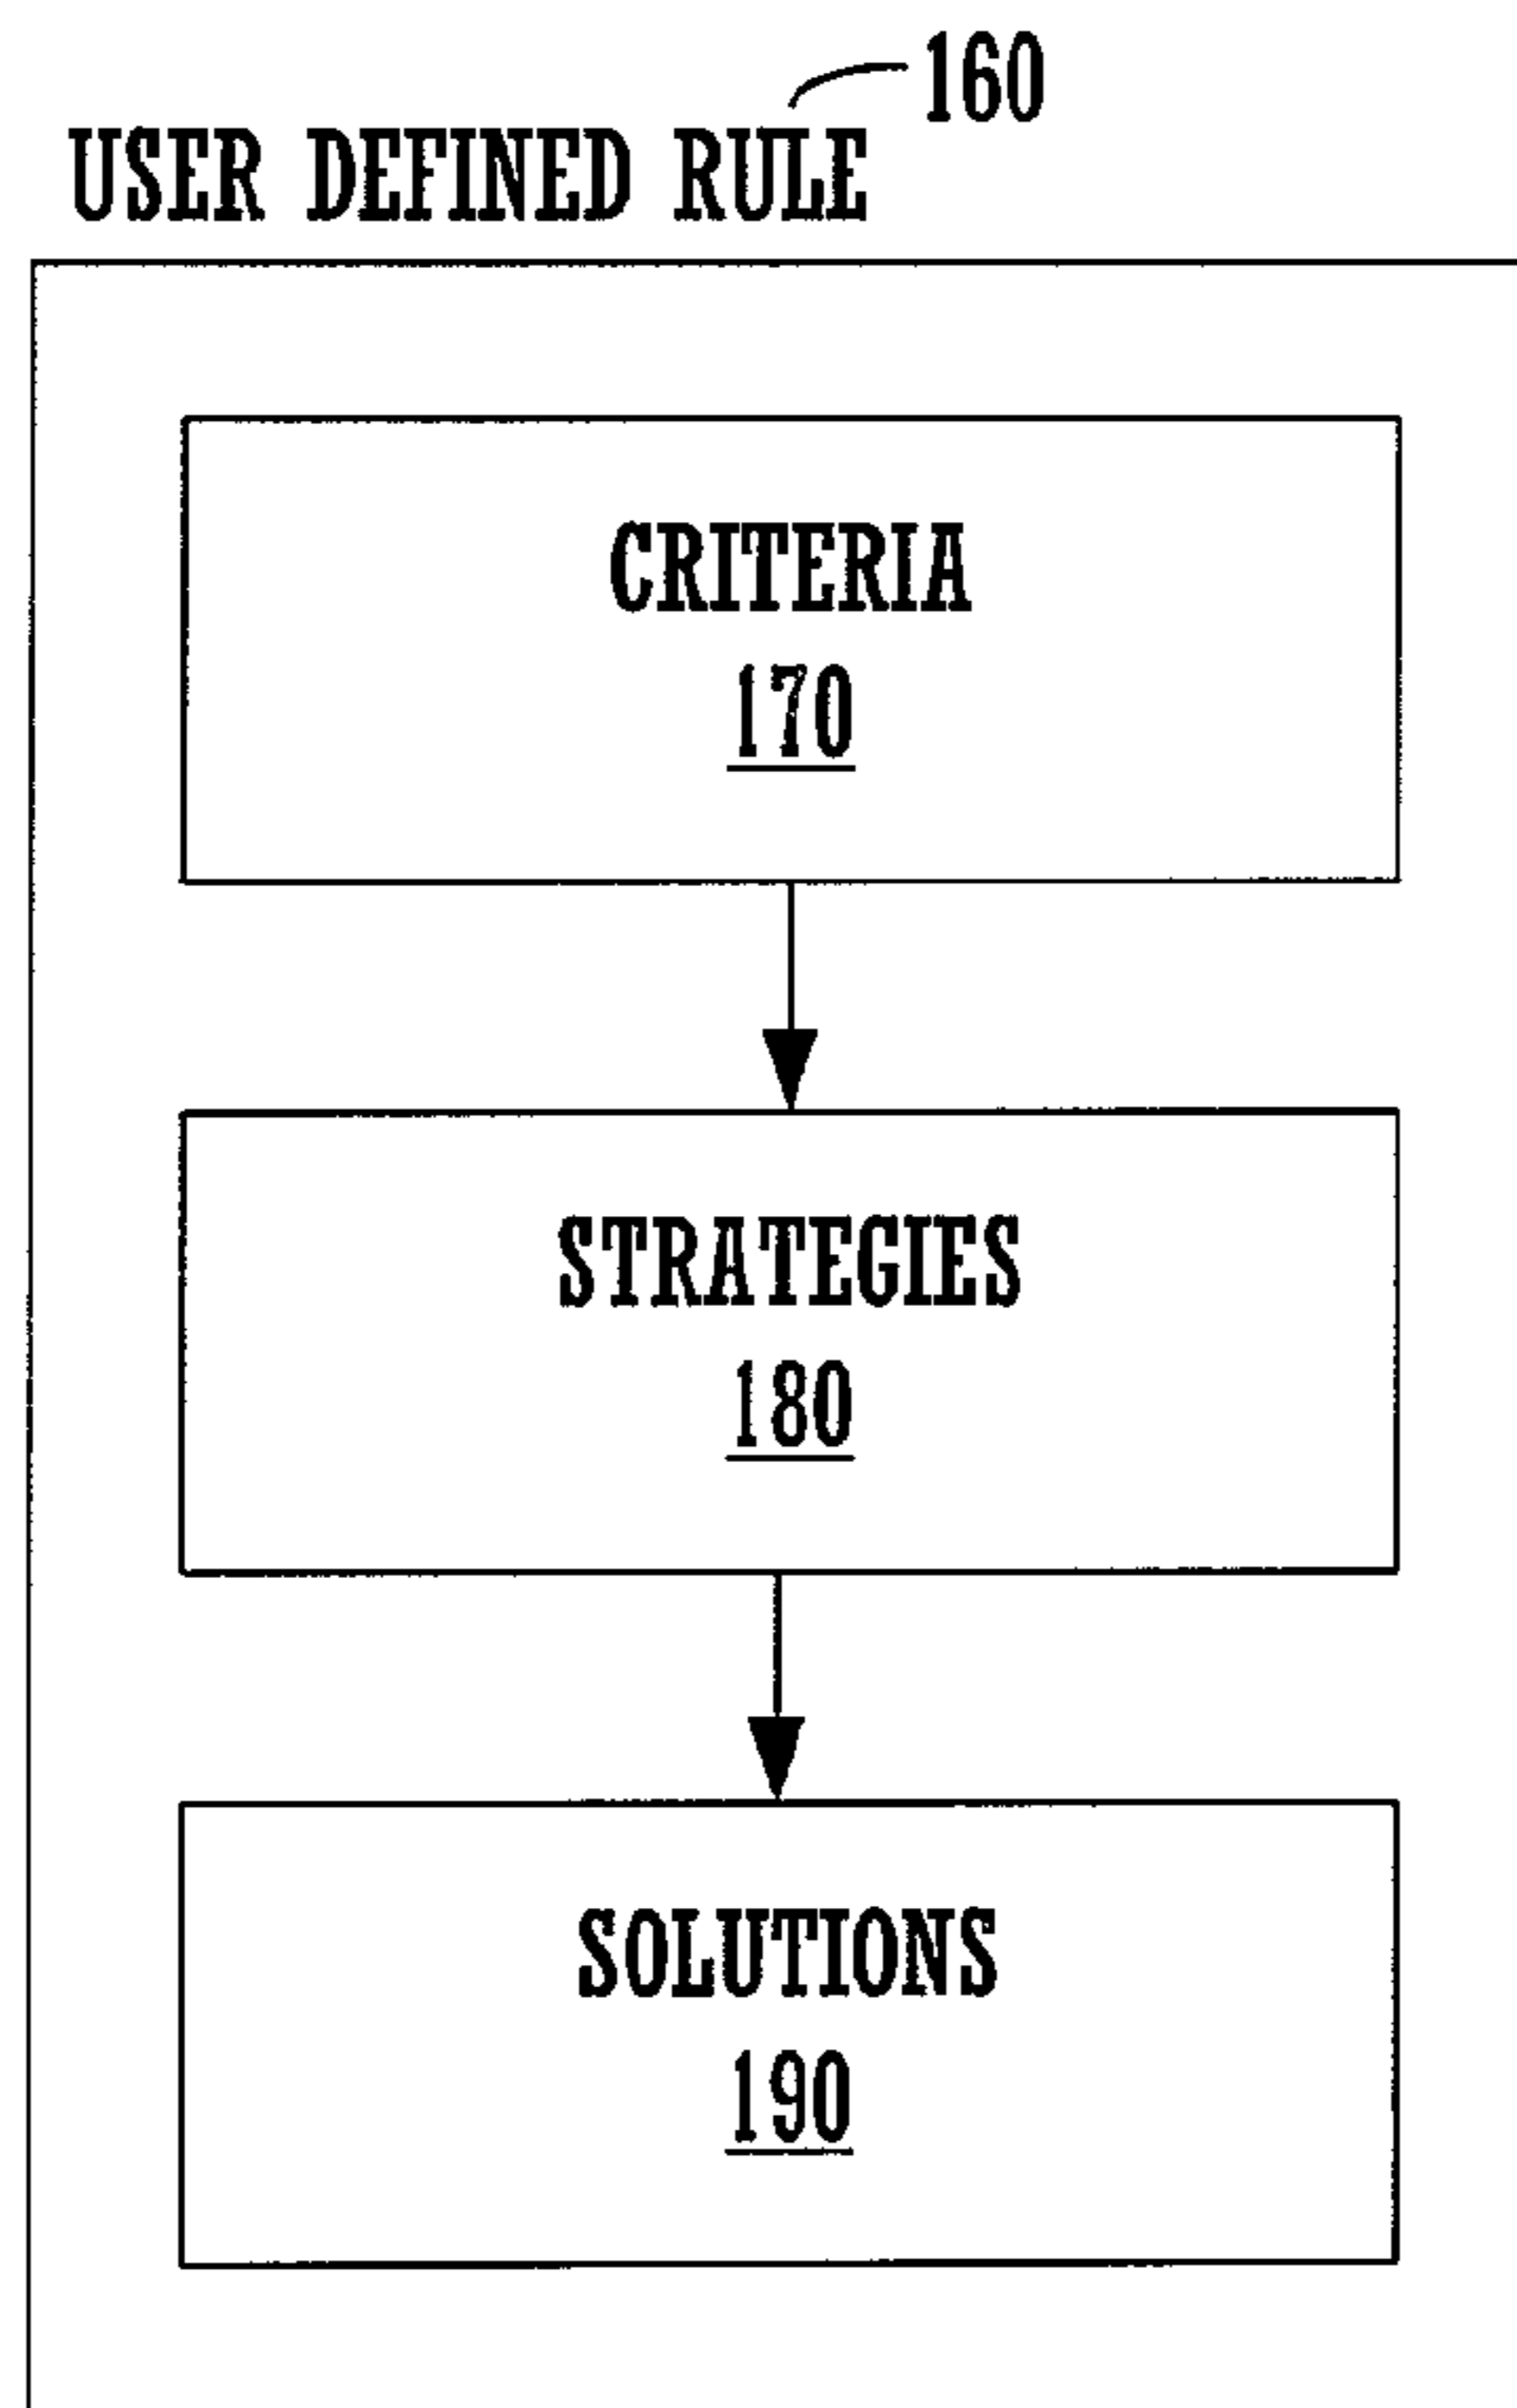 160
USER DEFINED RULE
CRITERIA
170
STRATEGIES
180
SOLUTIONS
190